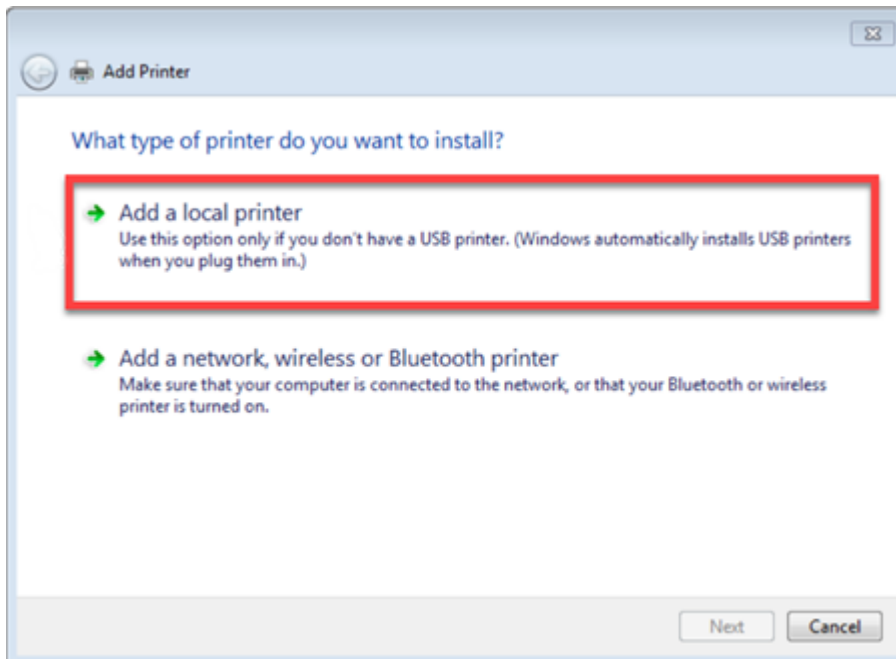 Add Printer
What type of printer do you want to install?
Add a local printer
Use this option only if you don't have a USB printer. (Windows automatically installs USB printers
when you plug them in.)
Add a network, wireless or Bluetooth printer
Make sure that your computer is connected to the network, or that your Bluetooth or wireless
printer is turned on.
Next
Cancel